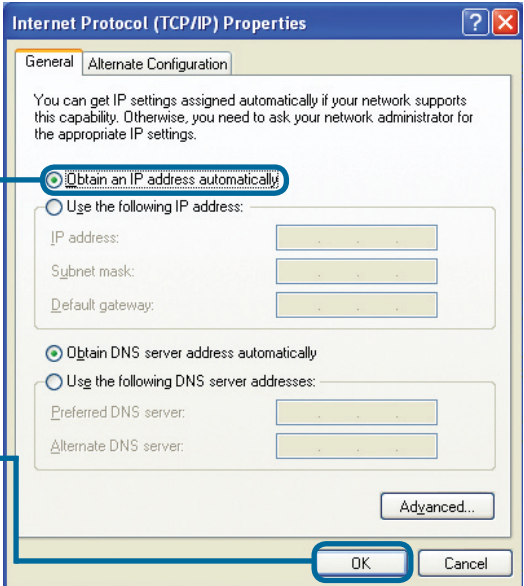 Internet Protocol (TCP/IP) Properties
General Alternate Configuration
You can get IP settings assigned automatically if your network supports
this capability. Otherwise, you need to ask your network administrator for
the appropriate IP settings.
Obtain an IP address automatically
Use the following IP address:
IP address:
Subnet mask:
Default gateway:
Obtain DNS server address automatically
Use the following DNS server addresses:
Preferred DNS server:
Alternate DNS server:
Advanced...
OK Cancel